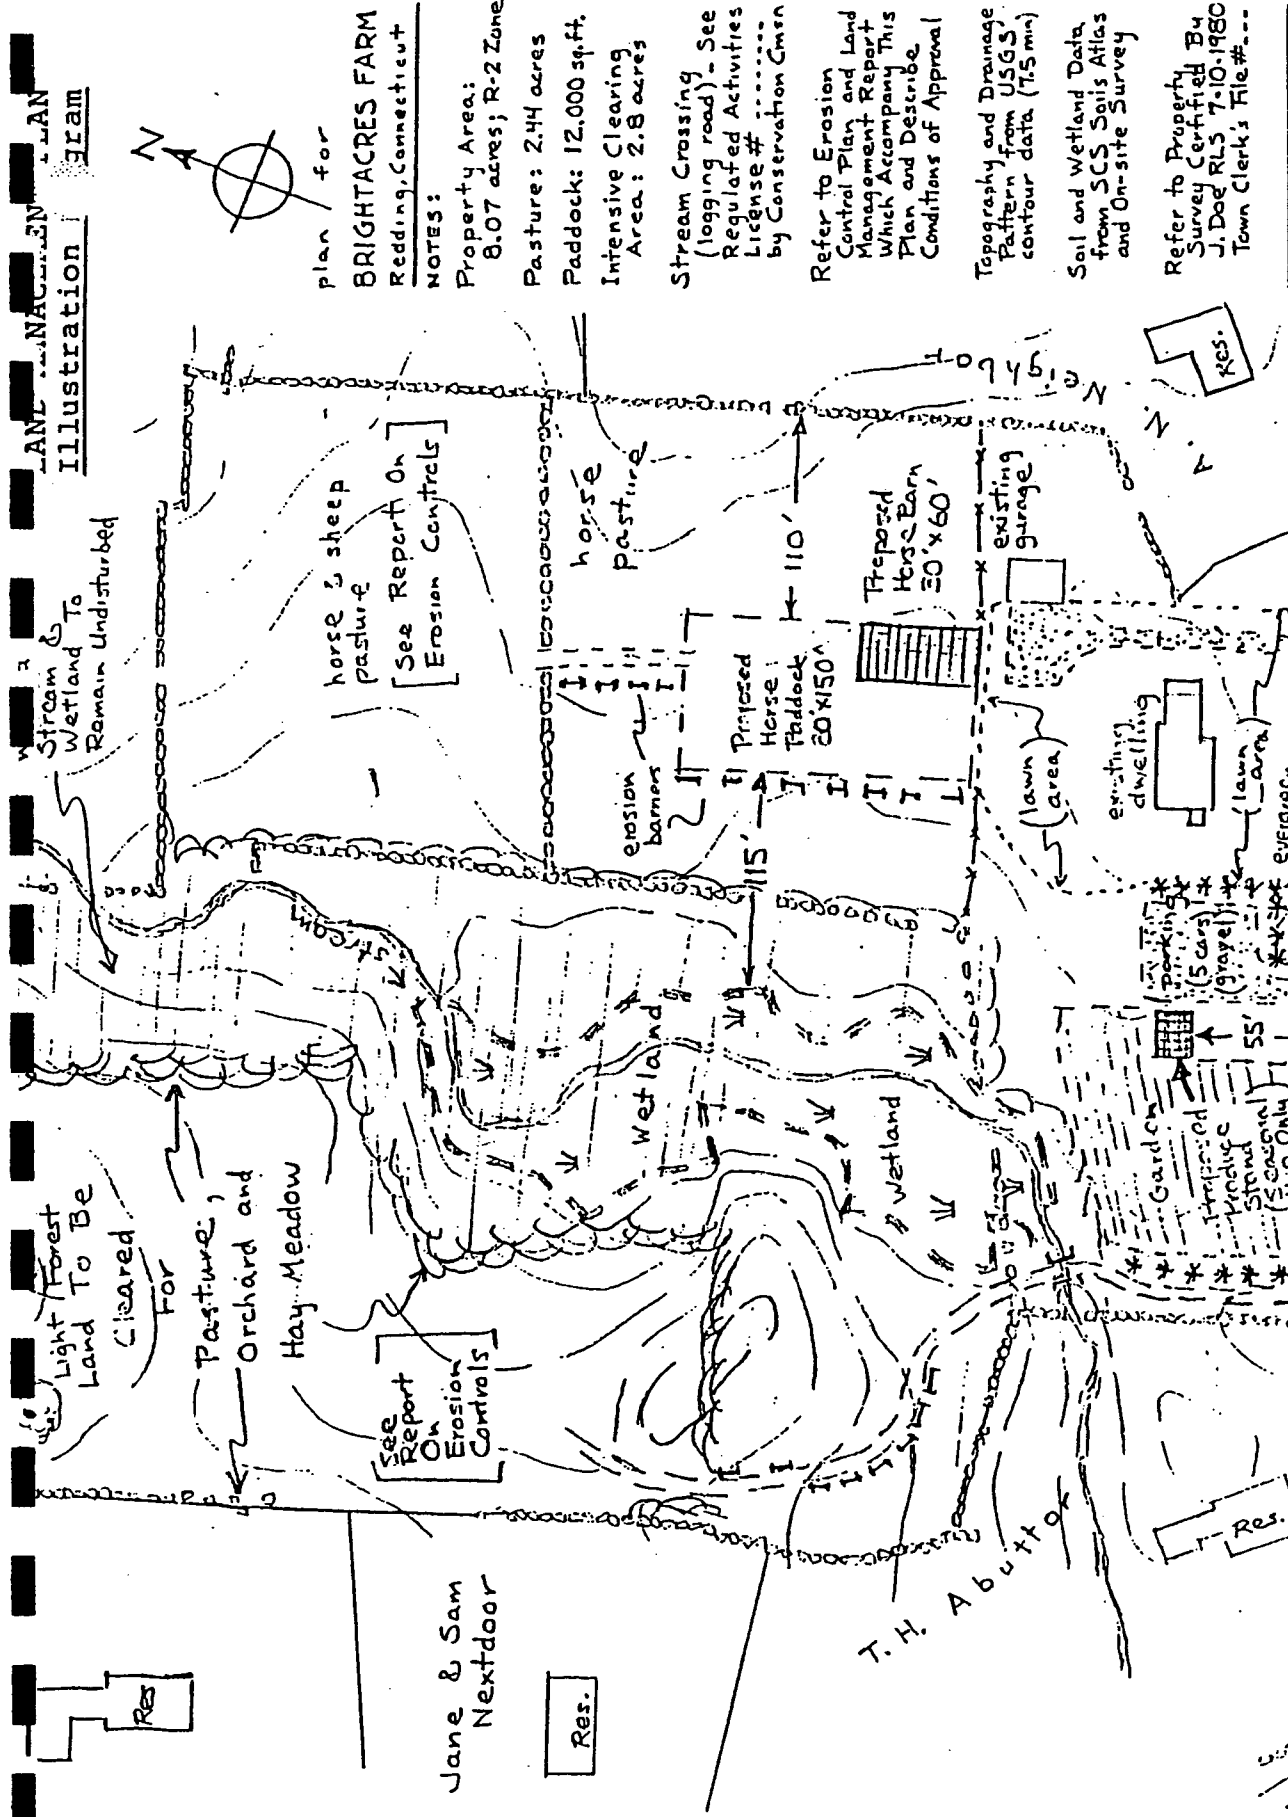 Illustration
plan for
BRIGHTACRES FARM
Redding, Connecticut
NOTES:
Property Area:
8.07 acres; R-2 Zone
Pasture: 2.44 acres
Paddock: 12,000 sq.ft.
Intensive Clearing
Area: 2.8 acres
Stream Crossing
(logging road) - See
Regulated Activities
License # --------
by Conservation Cmsn
Refer to Erosion
Control Plan and Land
Management Report
Which Accompany This
Plan and Describe
Conditions of Approval
Topography and Drainage
Pattern from USGS
contour data (7.5 min)
Soil and Wetland Data
from SCS Soils Atlas
and On-site Survey
Refer to Property
Survey Certified By
J. Doe RLS 7-10-1980
Town Clerk's File #---
N
Stream &
Wetland To
Remain Undisturbed
horse & sheep
pasture
[See Report On
Erosion Controls]
horse
pasture
110'
Proposed
Horse Barn
30'x60'
existing
garage
Res.
erosion
barriers
Proposed
Horse
Paddock
80'x150'
115'
(lawn
area)
existing
dwelling
(lawn
area)
stream
Wetland
Wetland
Garden
parking
(5 cars)
(gravel)
Produce
Stand
(Seasonal
Only)
55'
Light Forest
Land To Be
Cleared
For
Pasture,
Orchard and
Hay Meadow
[See
Report
On
Erosion
Controls]
Res
Jane & Sam
Nextdoor
Res.
T. H. Abuttor
Res.